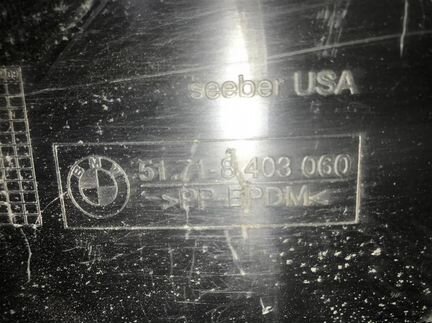 seeber USA
BMW
51.71-8 403 060
>PP-EPDM<